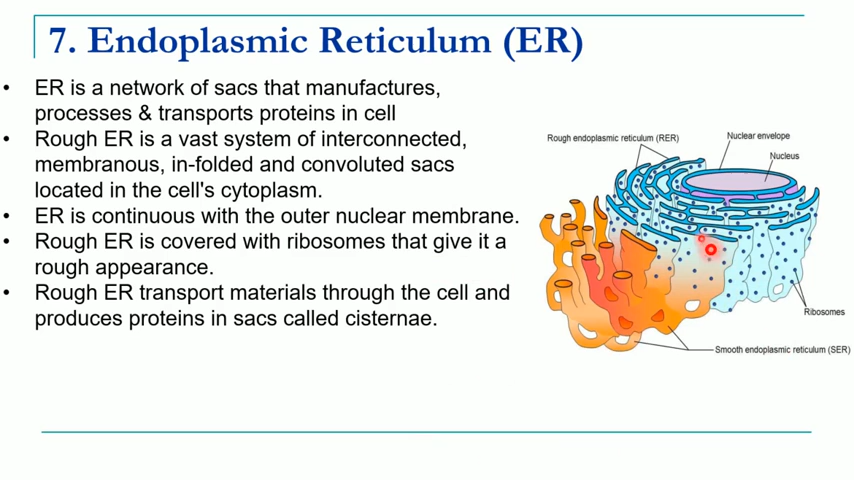 7. Endoplasmic Reticulum (ER)
• ER is a network of sacs that manufactures,
processes & transports proteins in cell
• Rough ER is a vast system of interconnected,
membranous, in-folded and convoluted sacs
located in the cell's cytoplasm.
• ER is continuous with the outer nuclear membrane.
• Rough ER is covered with ribosomes that give it a
rough appearance.
• Rough ER transport materials through the cell and
produces proteins in sacs called cisternae.
Rough endoplasmic reticulum (RER)
Nuclear envelope
Nucleus
Ribosomes
Smooth endoplasmic reticulum (SER)